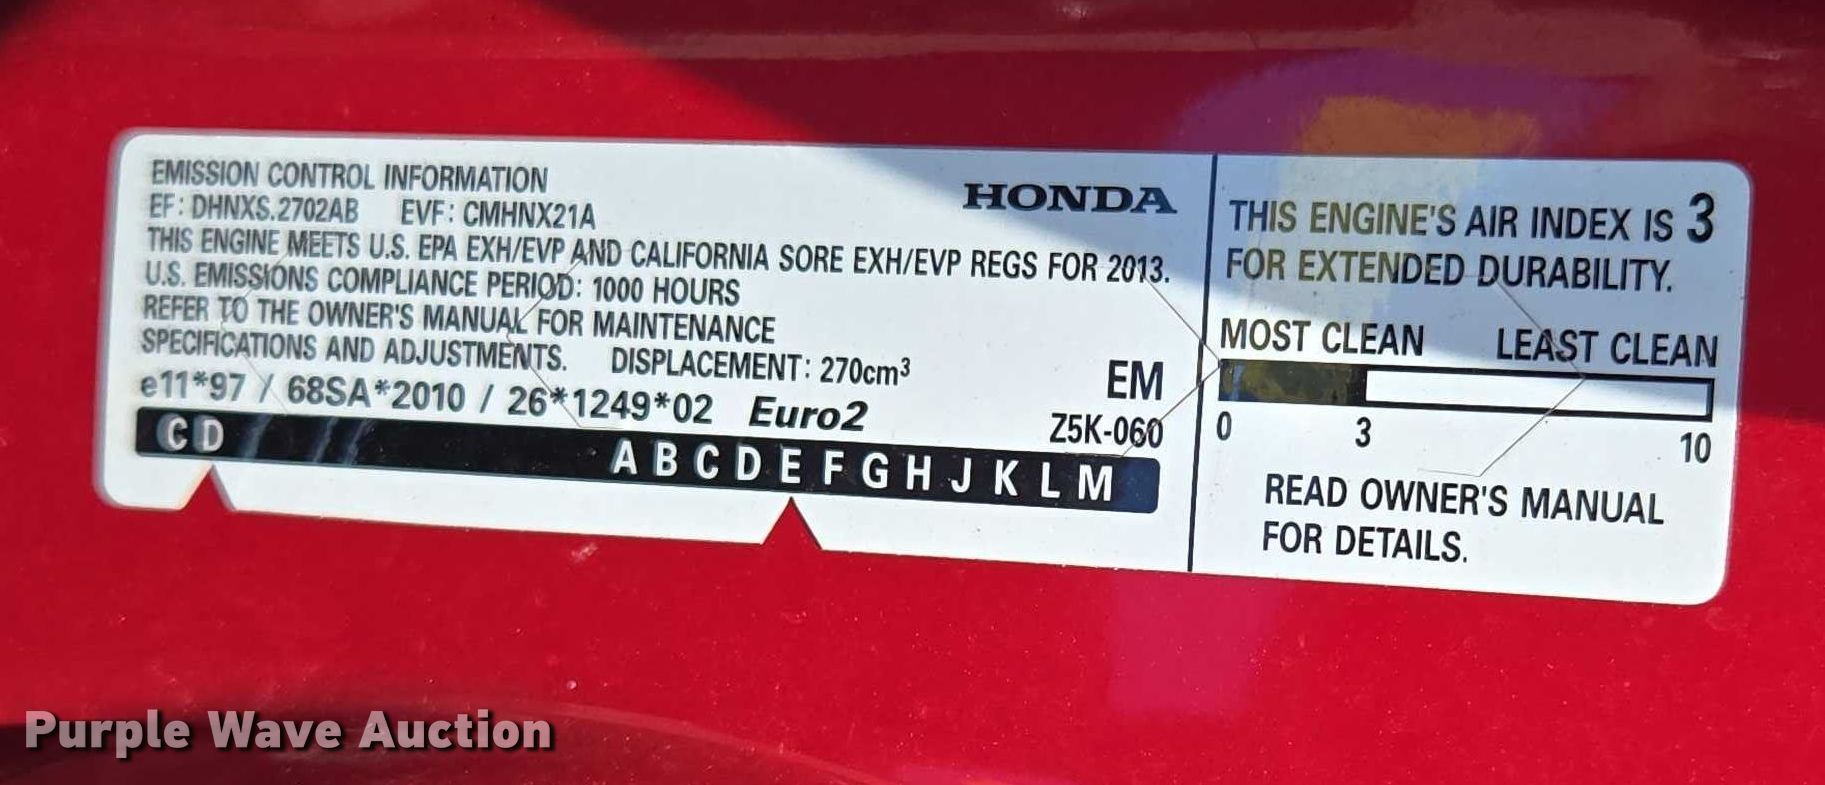 EMISSION CONTROL INFORMATION
EF: DHNXS.2702AB EVF: CMHNX21A
HONDA
THIS ENGINE MEETS U.S. EPA EXH/EVP AND CALIFORNIA SORE EXH/EVP REGS FOR 2013.
U.S. EMISSIONS COMPLIANCE PERIOD: 1000 HOURS
REFER TO THE OWNER'S MANUAL FOR MAINTENANCE
SPECIFICATIONS AND ADJUSTMENTS. DISPLACEMENT: 270cm³
EM
e11*97 / 68SA*2010 / 26*1249*02 Euro2
Z5K-060
C D
A B C D E F G H J K L M
THIS ENGINE'S AIR INDEX IS 3
FOR EXTENDED DURABILITY.
MOST CLEAN LEAST CLEAN
0 3 10
READ OWNER'S MANUAL
FOR DETAILS.
Purple Wave Auction